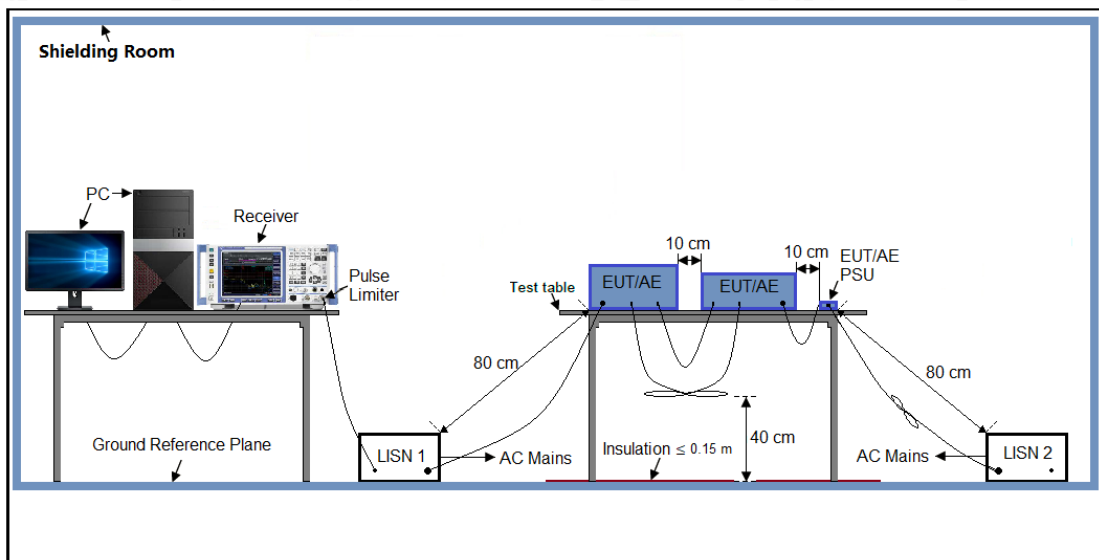 Shielding Room
PC
Receiver
Pulse
Limiter
10 cm
10 cm
EUT/AE
PSU
EUT/AE
EUT/AE
Test table
80 cm
80 cm
40 cm
Ground Reference Plane
LISN 1
AC Mains
Insulation ≤ 0.15 m
AC Mains
LISN 2